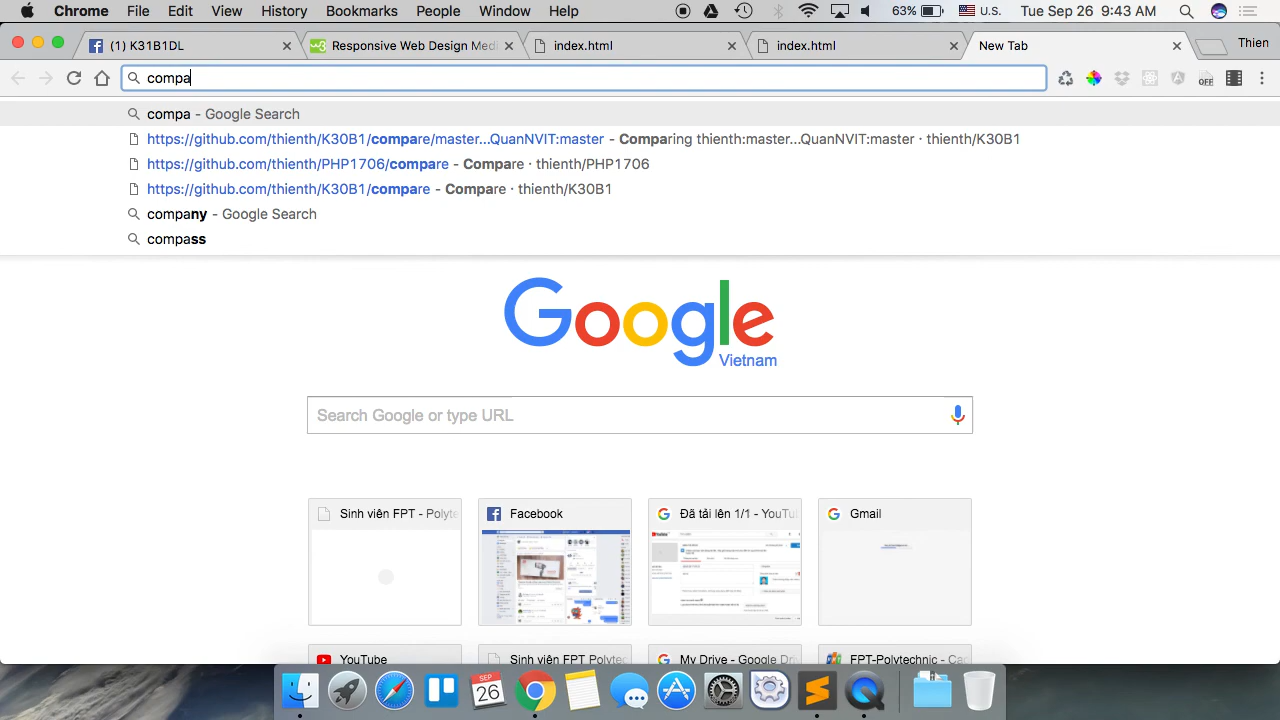 Chrome File Edit View History Bookmarks People Window Help 63% U.S. Tue Sep 26 9:43 AM
(1) K31B1DL
Responsive Web Design Medi
index.html
index.html
New Tab
Thien
compa
OFF
compa - Google Search
https://github.com/thienth/K30B1/compare/master...QuanNVIT:master - Comparing thienth:master...QuanNVIT:master · thienth/K30B1
https://github.com/thienth/PHP1706/compare - Compare · thienth/PHP1706
https://github.com/thienth/K30B1/compare - Compare · thienth/K30B1
company - Google Search
compass
Google
Vietnam
Search Google or type URL
Sinh viên FPT - Polyte
Facebook
Đã tải lên 1/1 - YouTu
Gmail
YouTube
Sinh viên FPT Polytec
My Drive - Google Dri
FPT-Polytechnic - Ca
SEP
26